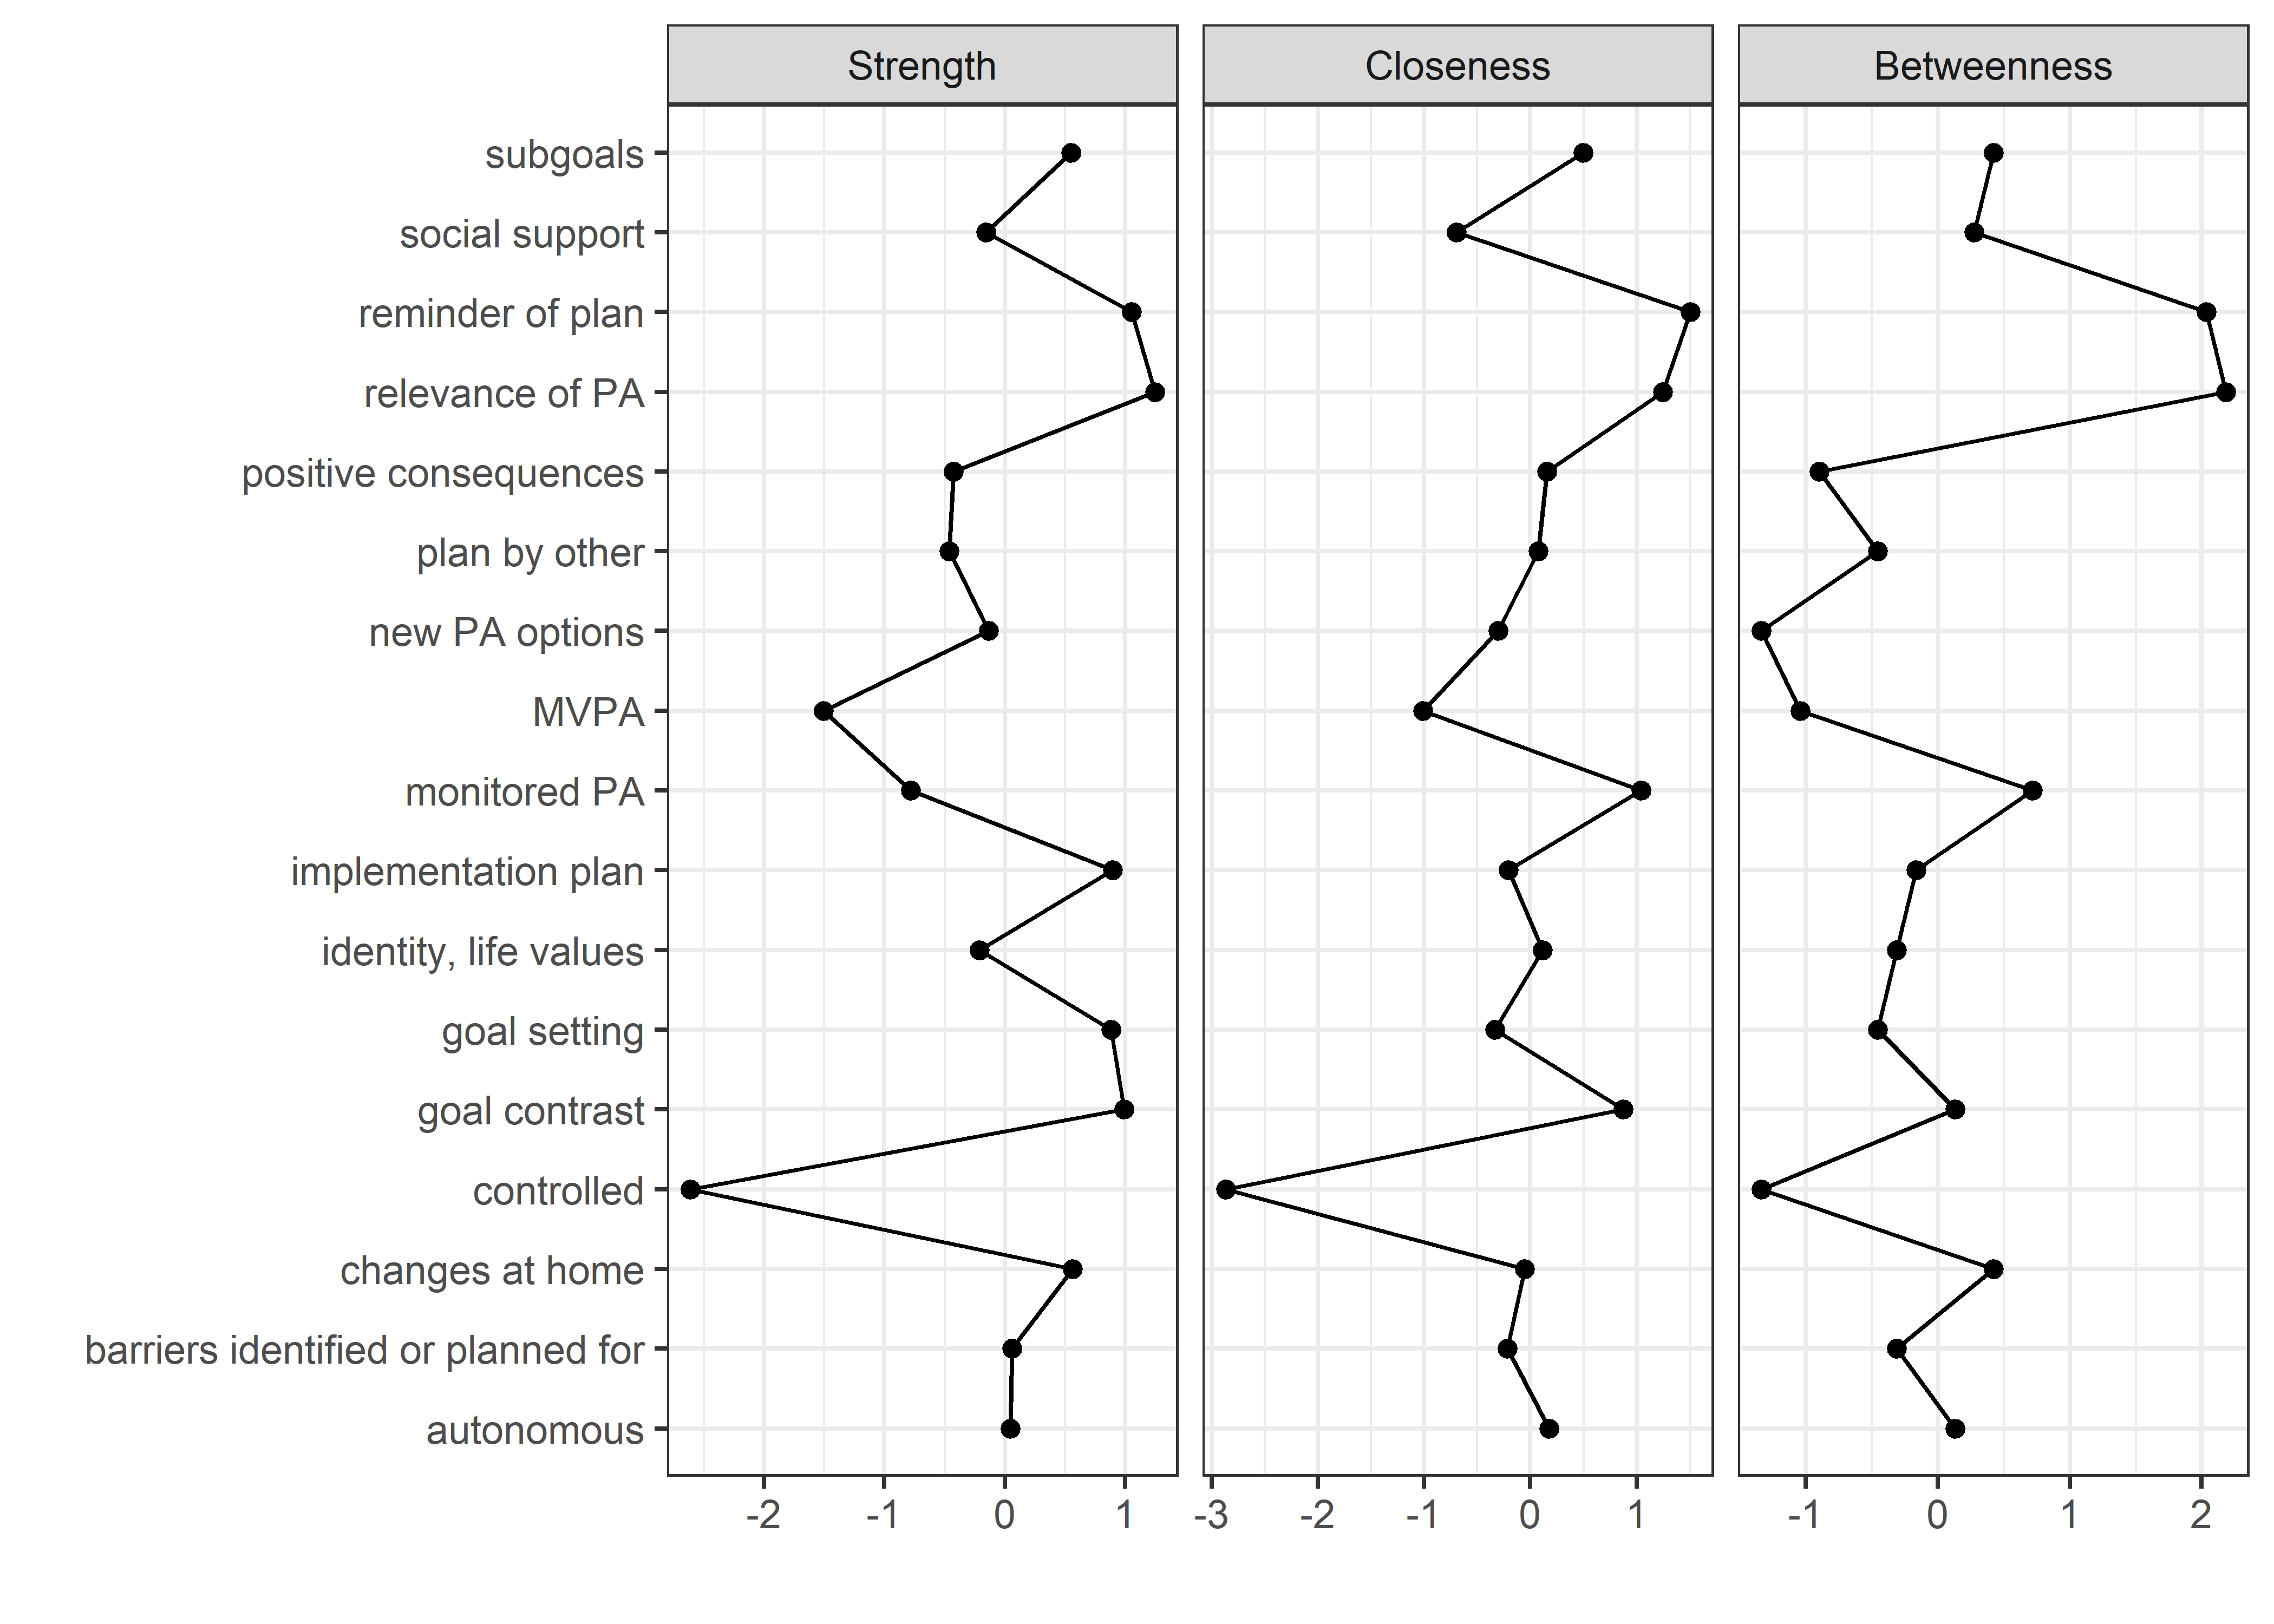 Strength Closeness Betweenness
subgoals
social support
reminder of plan
relevance of PA
positive consequences
plan by other
new PA options
MVPA
monitored PA
implementation plan
identity, life values
goal setting
goal contrast
controlled
changes at home
barriers identified or planned for
autonomous
-2 -1 0 1 -3 -2 -1 0 1 -1 0 1 2